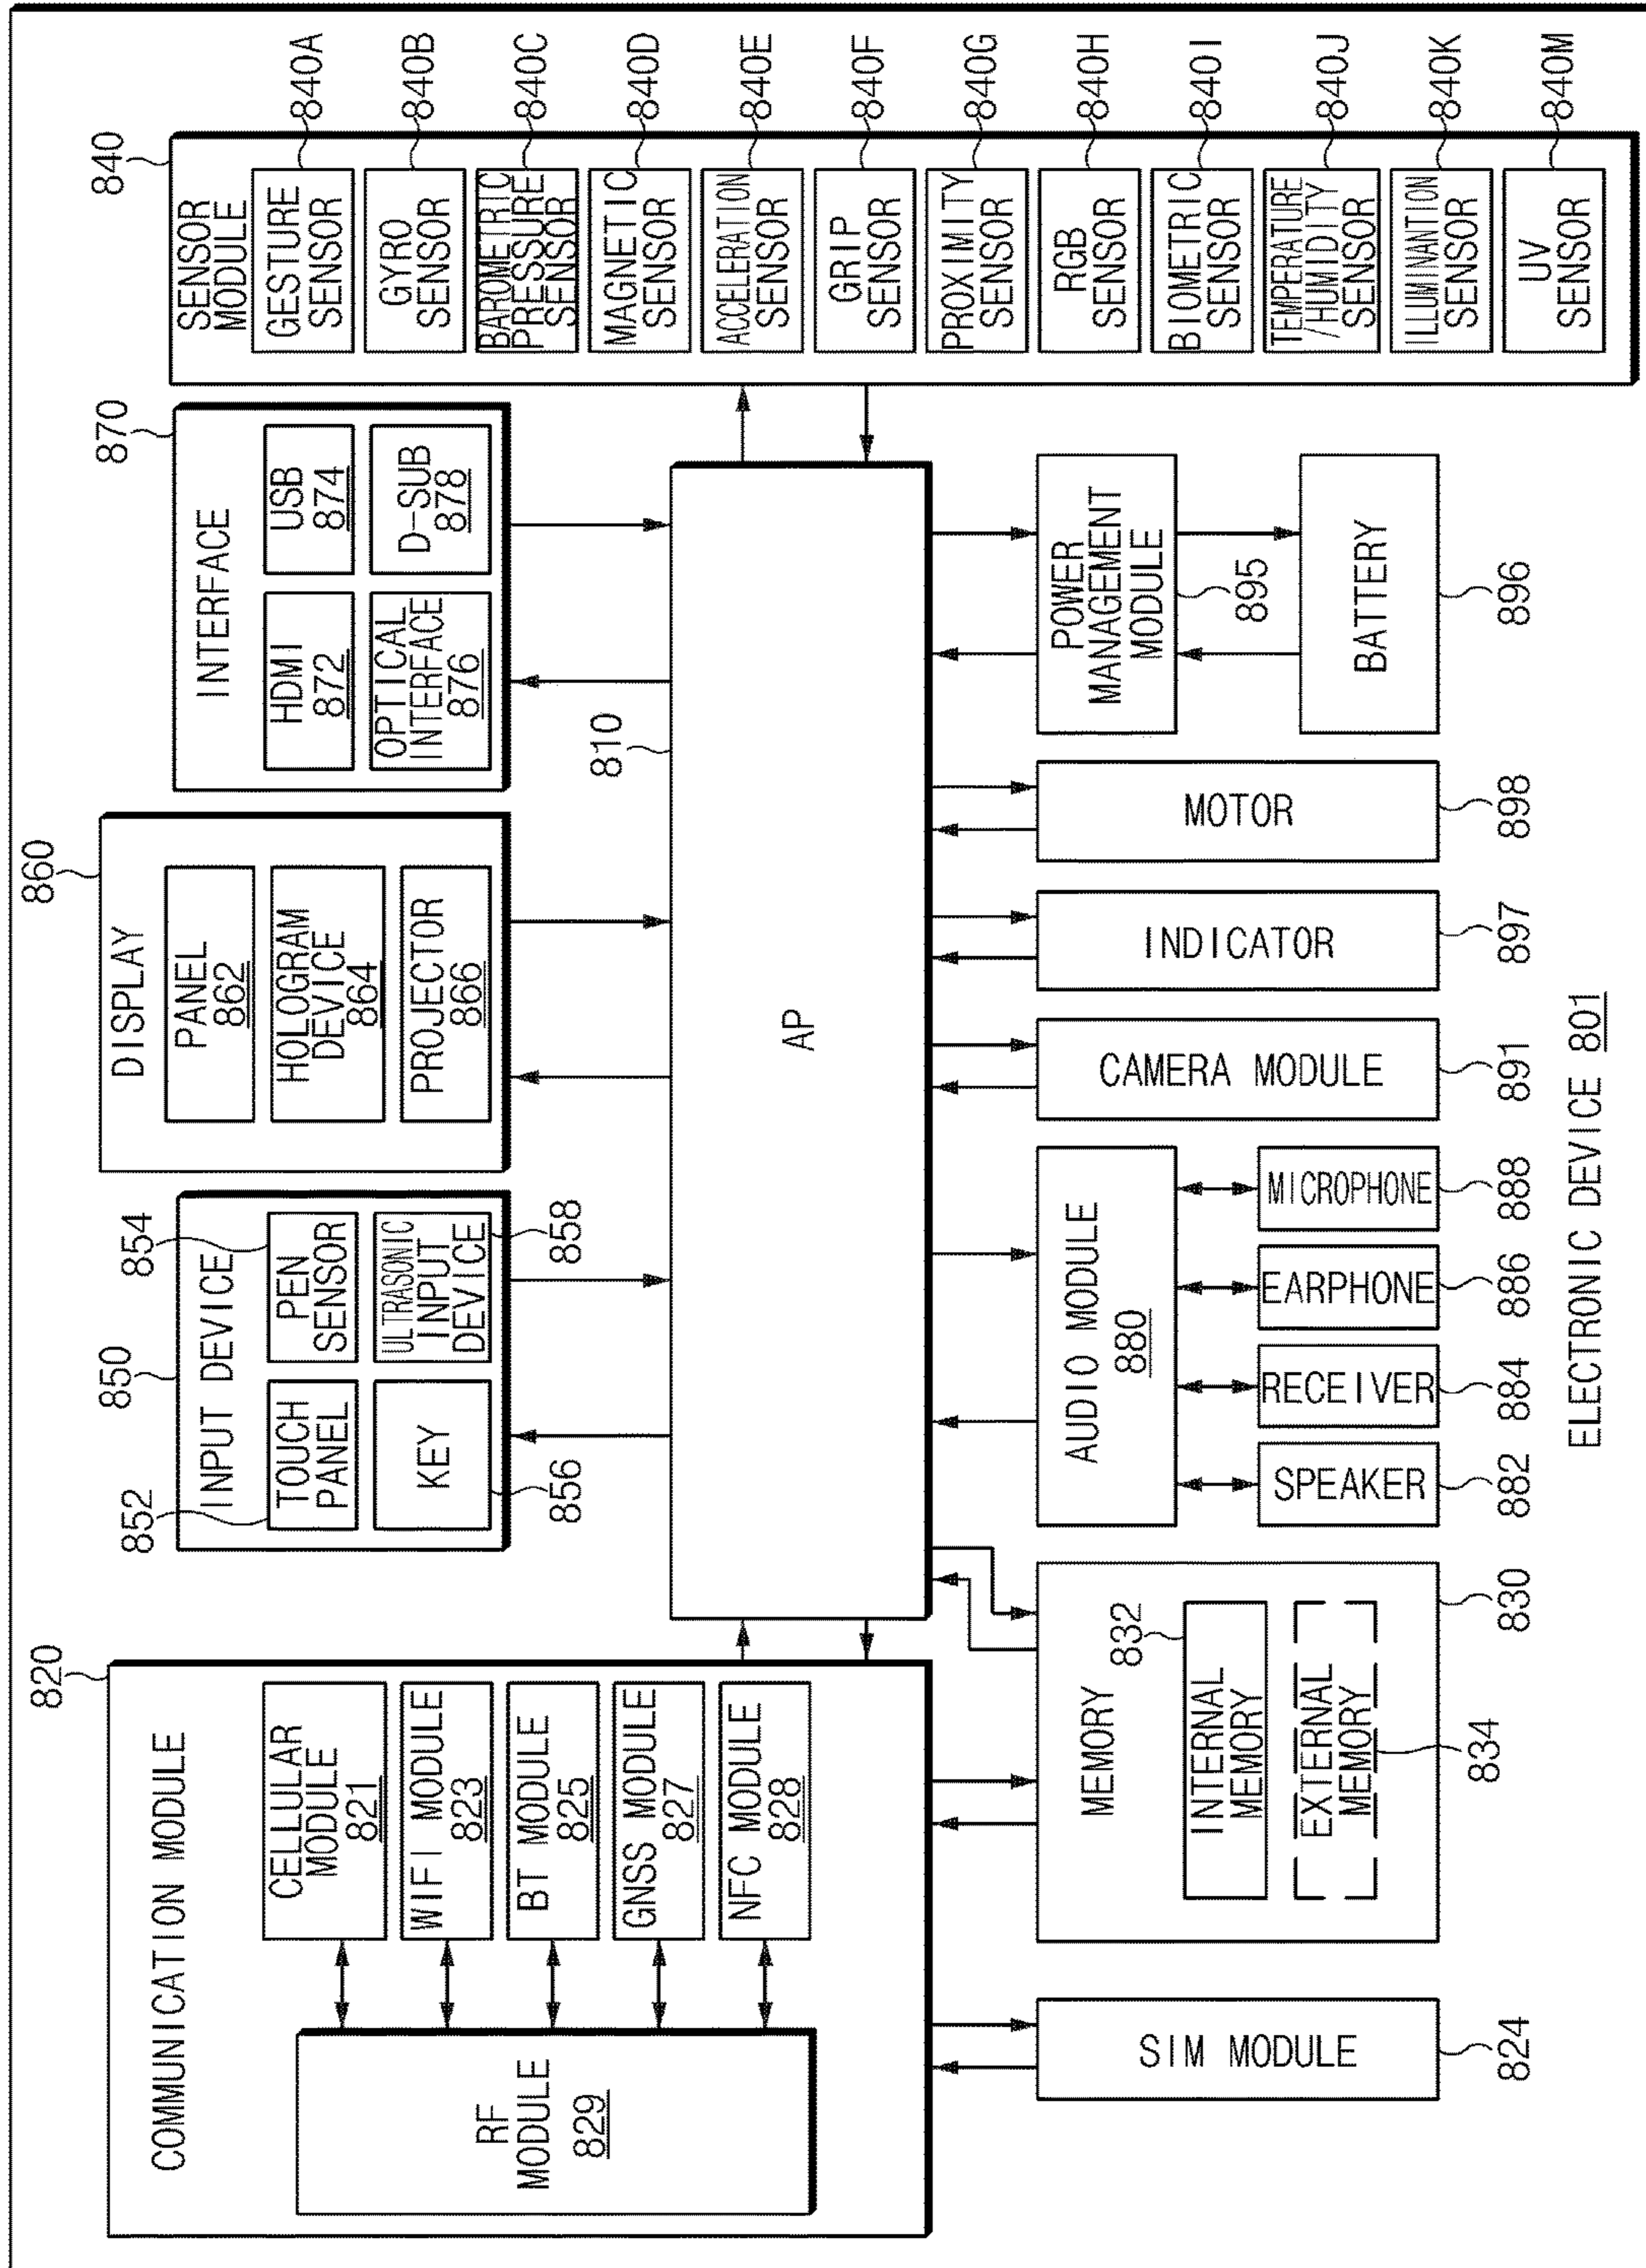 COMMUNICATION MODULE
820
CELLULAR
MODULE
821
WIFI MODULE
823
BT MODULE
825
GNSS MODULE
827
NFC MODULE
828
RF
MODULE
829
INPUT DEVICE
850
852
TOUCH
PANEL
854
PEN
SENSOR
KEY
856
ULTRASONIC
INPUT
DEVICE
858
DISPLAY
860
PANEL
862
HOLOGRAM
DEVICE
864
PROJECTOR
866
INTERFACE
870
HDMI
872
USB
874
OPTICAL
INTERFACE
876
D-SUB
878
SENSOR
MODULE
840
GESTURE
SENSOR
840A
GYRO
SENSOR
840B
BAROMETRIC
PRESSURE
SENSOR
840C
MAGNETIC
SENSOR
840D
ACCELERATION
SENSOR
840E
GRIP
SENSOR
840F
PROXIMITY
SENSOR
840G
RGB
SENSOR
840H
BIOMETRIC
SENSOR
840I
TEMPERATURE
/HUMIDITY
SENSOR
840J
ILLUMINANTION
SENSOR
840K
UV
SENSOR
840M
AP
810
SIM MODULE
824
MEMORY
830
INTERNAL
MEMORY
832
EXTERNAL
MEMORY
834
AUDIO MODULE
880
SPEAKER
882
RECEIVER
884
EARPHONE
886
MICROPHONE
888
CAMERA MODULE
891
INDICATOR
897
MOTOR
898
POWER
MANAGEMENT
MODULE
895
BATTERY
896
ELECTRONIC DEVICE 801